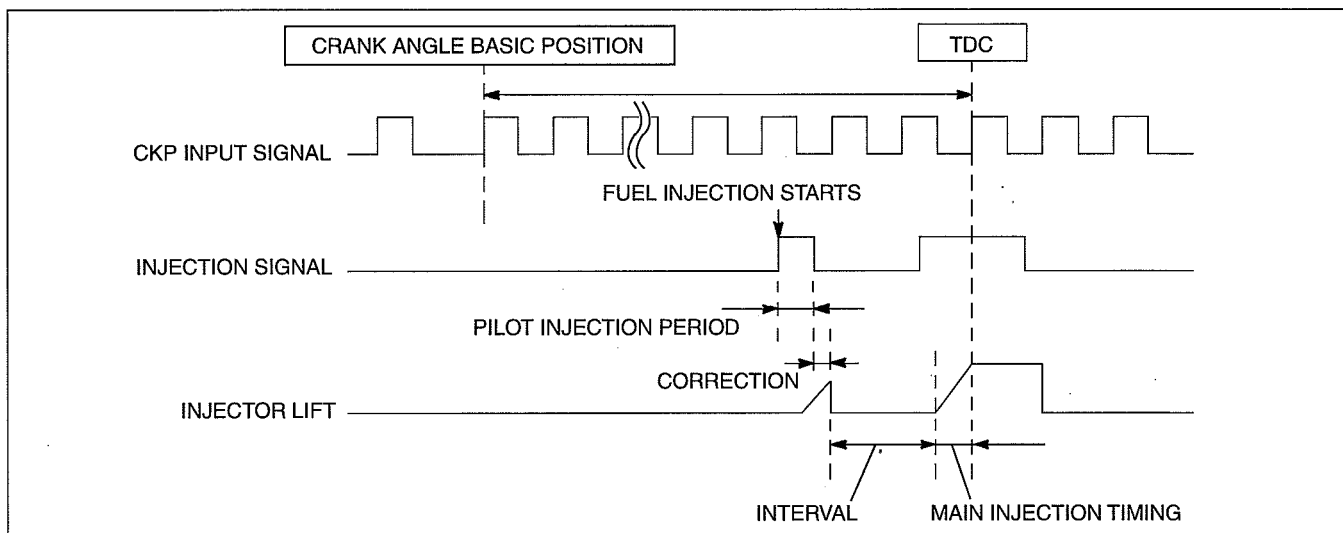 CRANK ANGLE BASIC POSITION
TDC
CKP INPUT SIGNAL
FUEL INJECTION STARTS
INJECTION SIGNAL
PILOT INJECTION PERIOD
CORRECTION
INJECTOR LIFT
INTERVAL
MAIN INJECTION TIMING